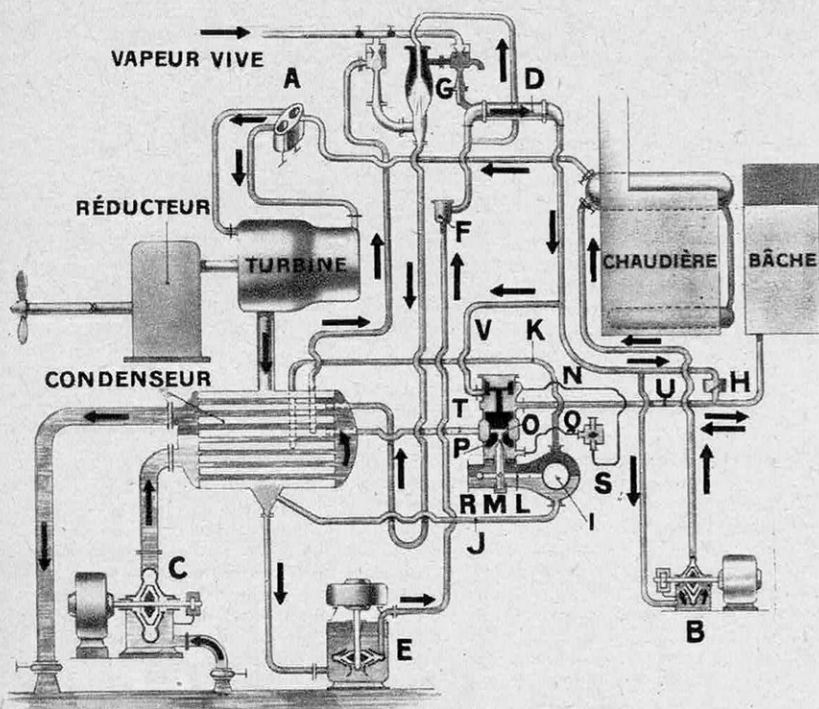 VAPEUR VIVE
A
G
D
RÉDUCTEUR
F
TURBINE
CHAUDIÈRE
BÂCHE
V
K
CONDENSEUR
N
H
U
T
O
Q
P
S
R M L
I
J
C
E
B